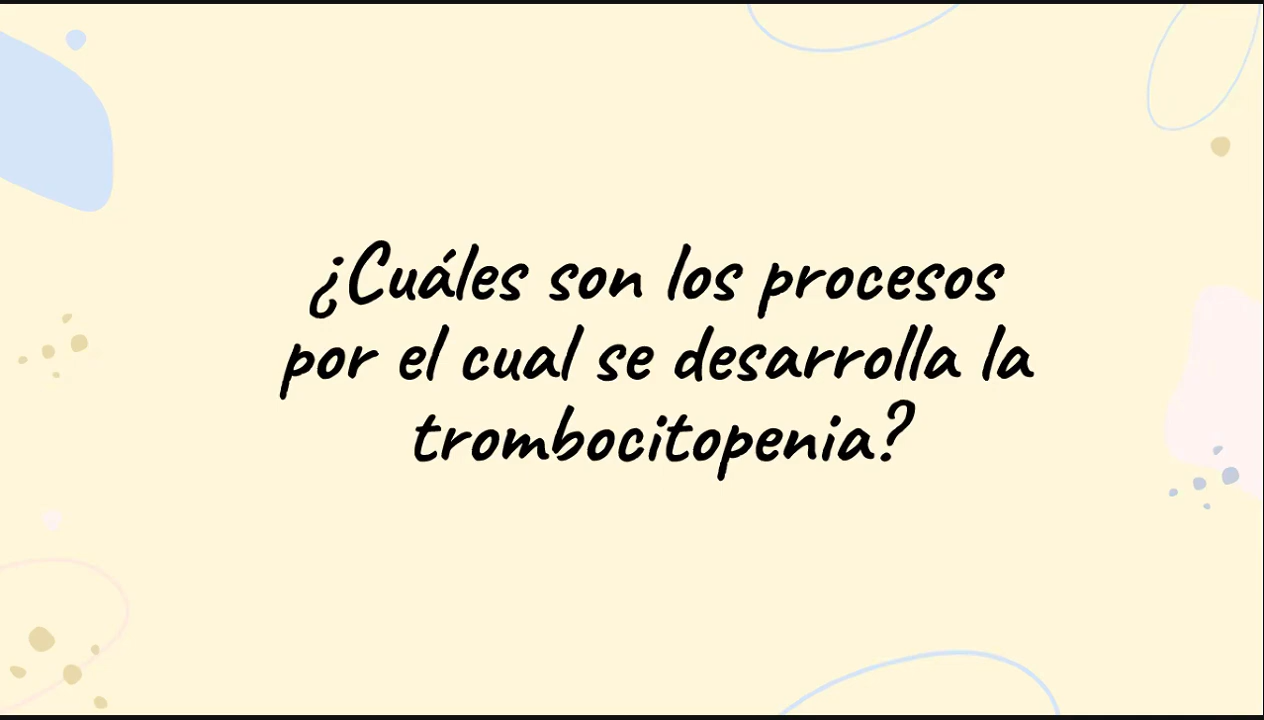 ¿Cuáles son los procesos
por el cual se desarrolla la
trombocitopenia?